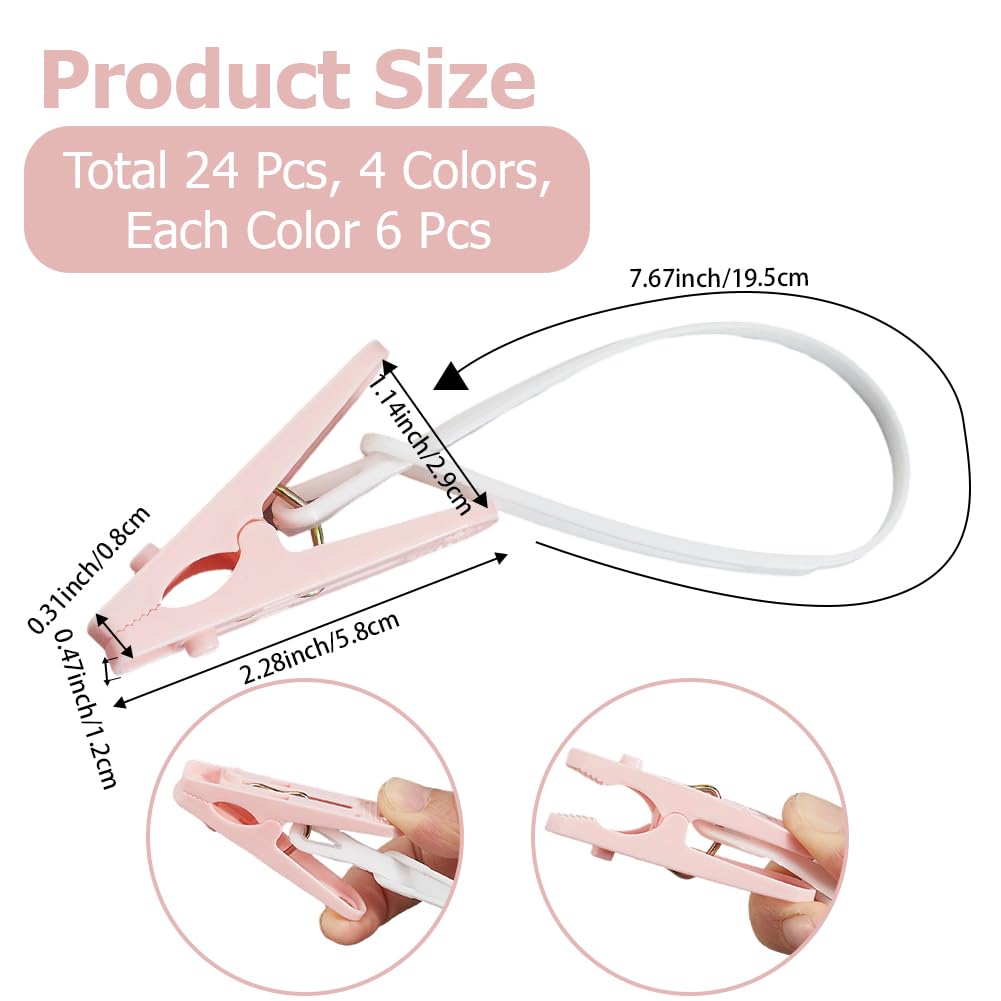 Product Size
Total 24 Pcs, 4 Colors,
Each Color 6 Pcs
7.67inch/19.5cm
1.14inch/2.9cm
0.31inch/0.8cm
0.47inch/1.2cm
2.28inch/5.8cm